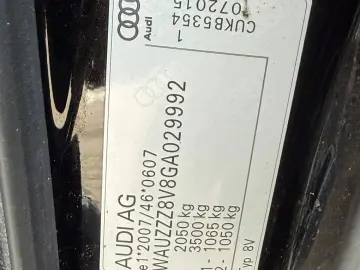 AUDI AG
e1*2007/46*0607
WAUZZZ8V8GA029992
2050 kg
3500 kg
1- 1065 kg
2- 1050 kg
Typ 8V
Audi
CUKB5354
1
072015